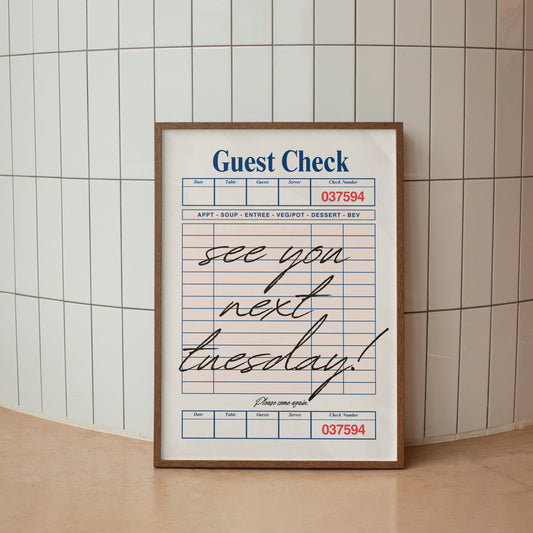 Guest Check
Date Table Guests Server Check Number
037594
APPT - SOUP - ENTREE - VEG/POT - DESSERT - BEV
see you
next
tuesday!
Please come again.
Date Table Guests Server Check Number
037594